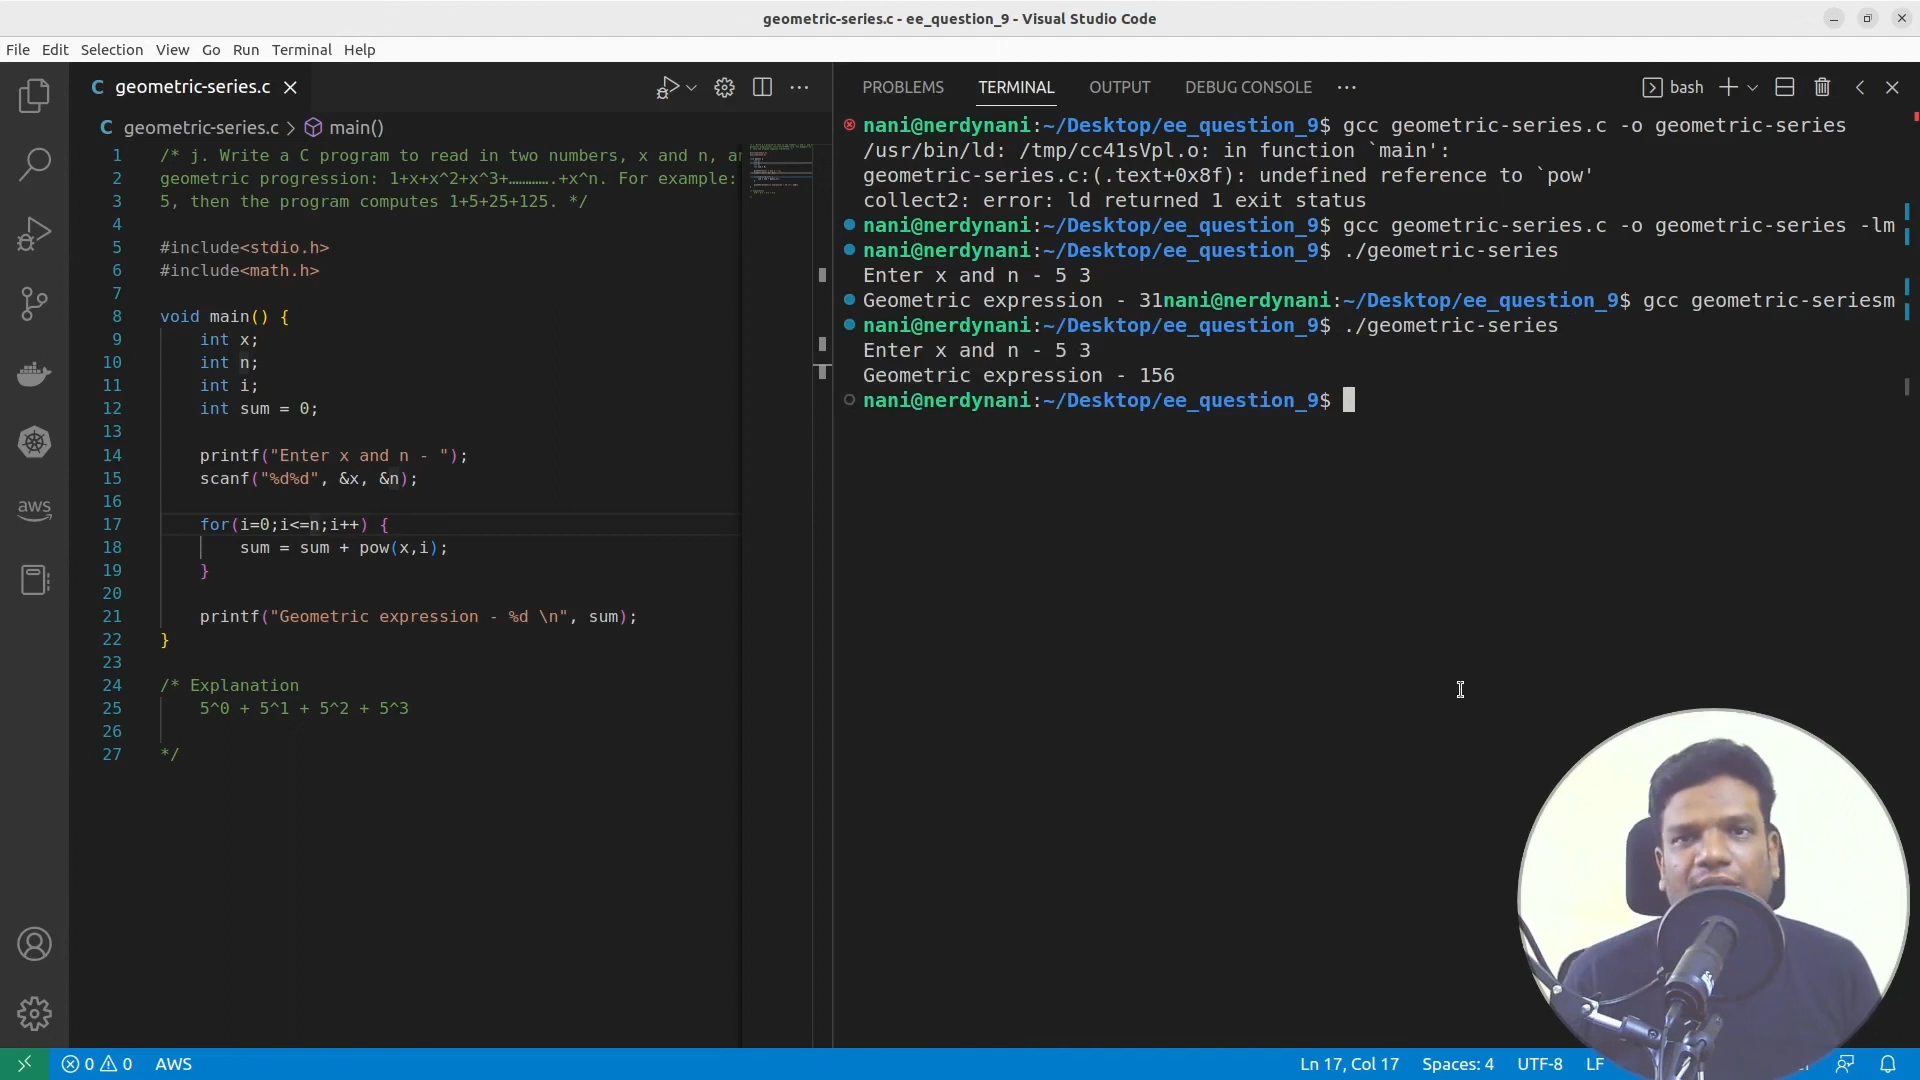 geometric-series.c - ee_question_9 - Visual Studio Code
File Edit Selection View Go Run Terminal Help
C geometric-series.c
C geometric-series.c > main()
1 /* j. Write a C program to read in two numbers, x and n, an
2 geometric progression: 1+x+x^2+x^3+………….+x^n. For example:
3 5, then the program computes 1+5+25+125. */
4
5 #include<stdio.h>
6 #include<math.h>
7
8 void main() {
9 int x;
10 int n;
11 int i;
12 int sum = 0;
13
14 printf("Enter x and n - ");
15 scanf("%d%d", &x, &n);
16
17 for(i=0;i<=n;i++) {
18 sum = sum + pow(x,i);
19 }
20
21 printf("Geometric expression - %d \n", sum);
22 }
23
24 /* Explanation
25 5^0 + 5^1 + 5^2 + 5^3
26
27 */
PROBLEMS TERMINAL OUTPUT DEBUG CONSOLE bash
nani@nerdynani:~/Desktop/ee_question_9$ gcc geometric-series.c -o geometric-series
/usr/bin/ld: /tmp/cc41sVpl.o: in function `main':
geometric-series.c:(.text+0x8f): undefined reference to `pow'
collect2: error: ld returned 1 exit status
nani@nerdynani:~/Desktop/ee_question_9$ gcc geometric-series.c -o geometric-series -lm
nani@nerdynani:~/Desktop/ee_question_9$ ./geometric-series
Enter x and n - 5 3
Geometric expression - 31nani@nerdynani:~/Desktop/ee_question_9$ gcc geometric-seriesm
nani@nerdynani:~/Desktop/ee_question_9$ ./geometric-series
Enter x and n - 5 3
Geometric expression - 156
nani@nerdynani:~/Desktop/ee_question_9$
aws
0 0 AWS
Ln 17, Col 17 Spaces: 4 UTF-8 LF